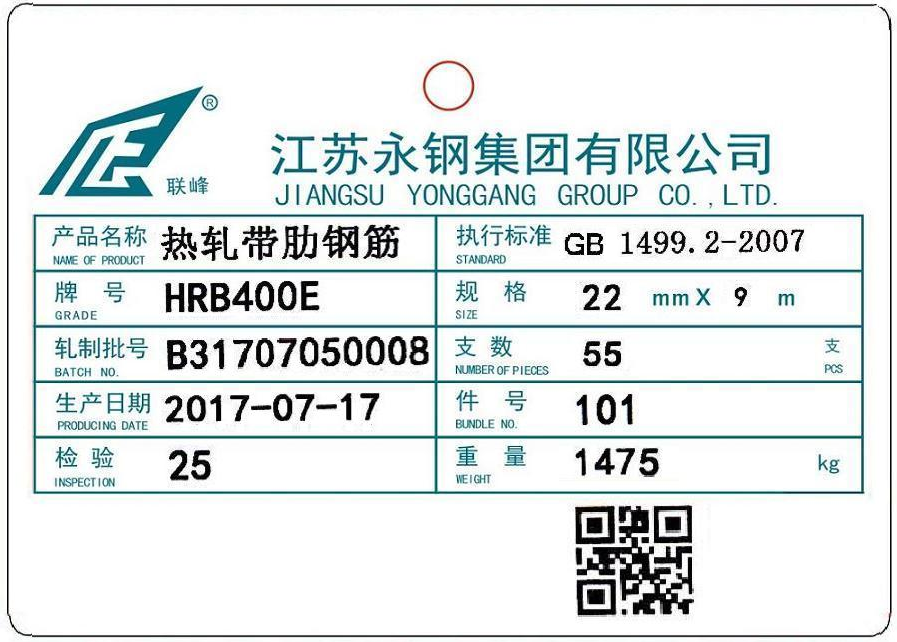 ®
联峰
江苏永钢集团有限公司
JIANGSU YONGGANG GROUP CO.,LTD.
产品名称 热轧带肋钢筋 执行标准 GB 1499.2-2007
NAME OF PRODUCT STANDARD
牌 号 HRB400E 规 格 22 mm X 9 m
GRADE SIZE
轧制批号 B31707050008 支 数 55 支
BATCH NO. NUMBER OF PIECES PCS
生产日期 2017-07-17 件 号 101
PRODUCING DATE BUNDLE NO.
检 验 25 重 量 1475 kg
INSPECTION WEIGHT